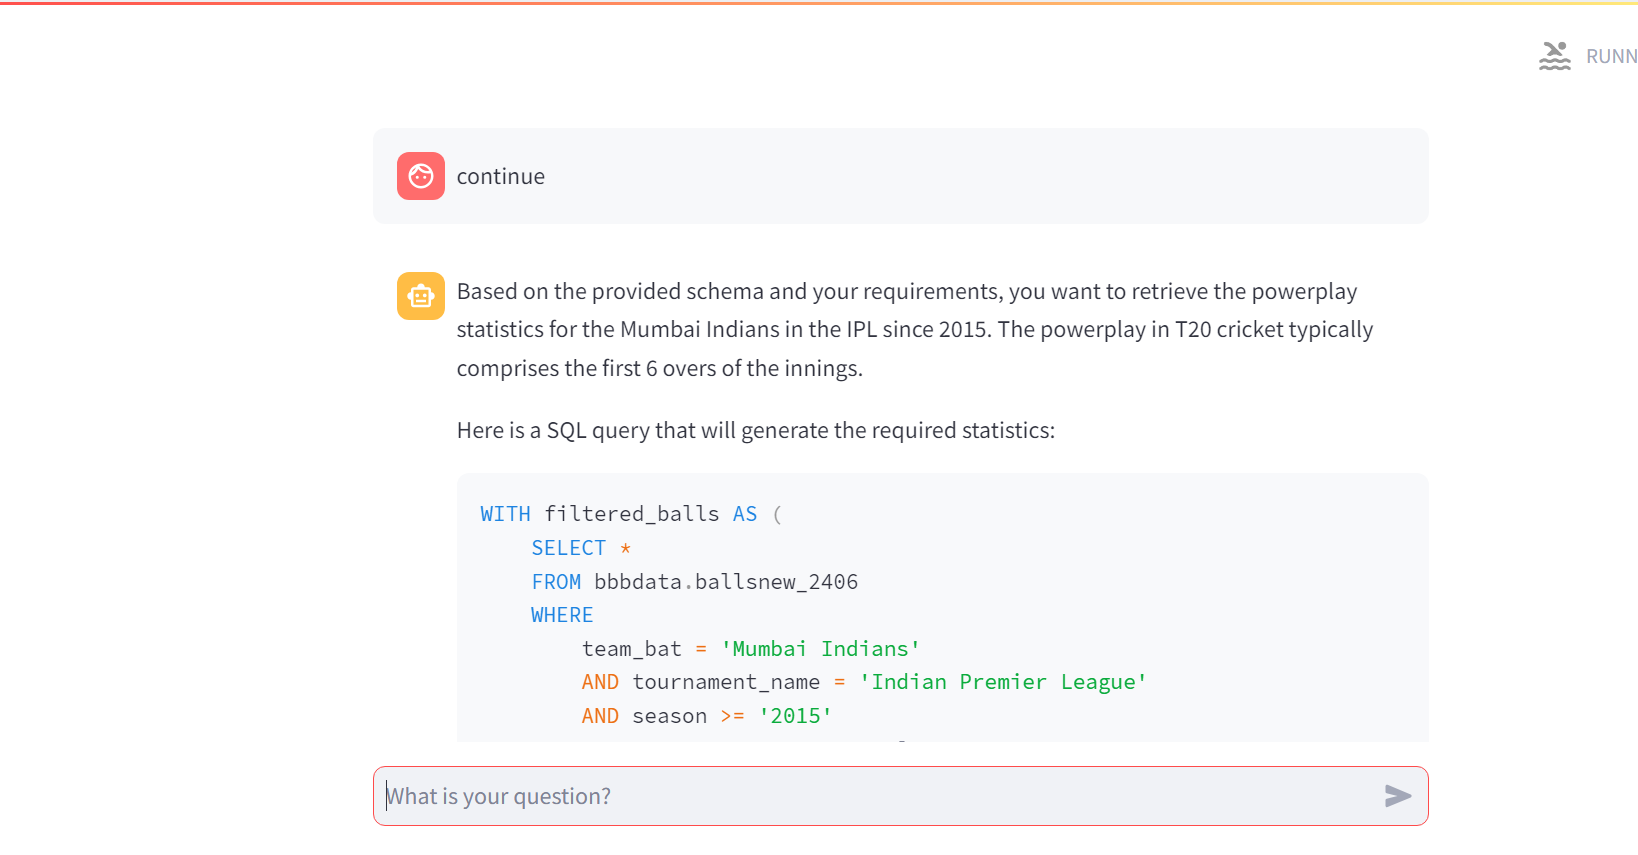 RUNN
continue
Based on the provided schema and your requirements, you want to retrieve the powerplay
statistics for the Mumbai Indians in the IPL since 2015. The powerplay in T20 cricket typically
comprises the first 6 overs of the innings.
Here is a SQL query that will generate the required statistics:
WITH filtered_balls AS (
SELECT *
FROM bbbdata.ballsnew_2406
WHERE
team_bat = 'Mumbai Indians'
AND tournament_name = 'Indian Premier League'
AND season >= '2015'
What is your question?